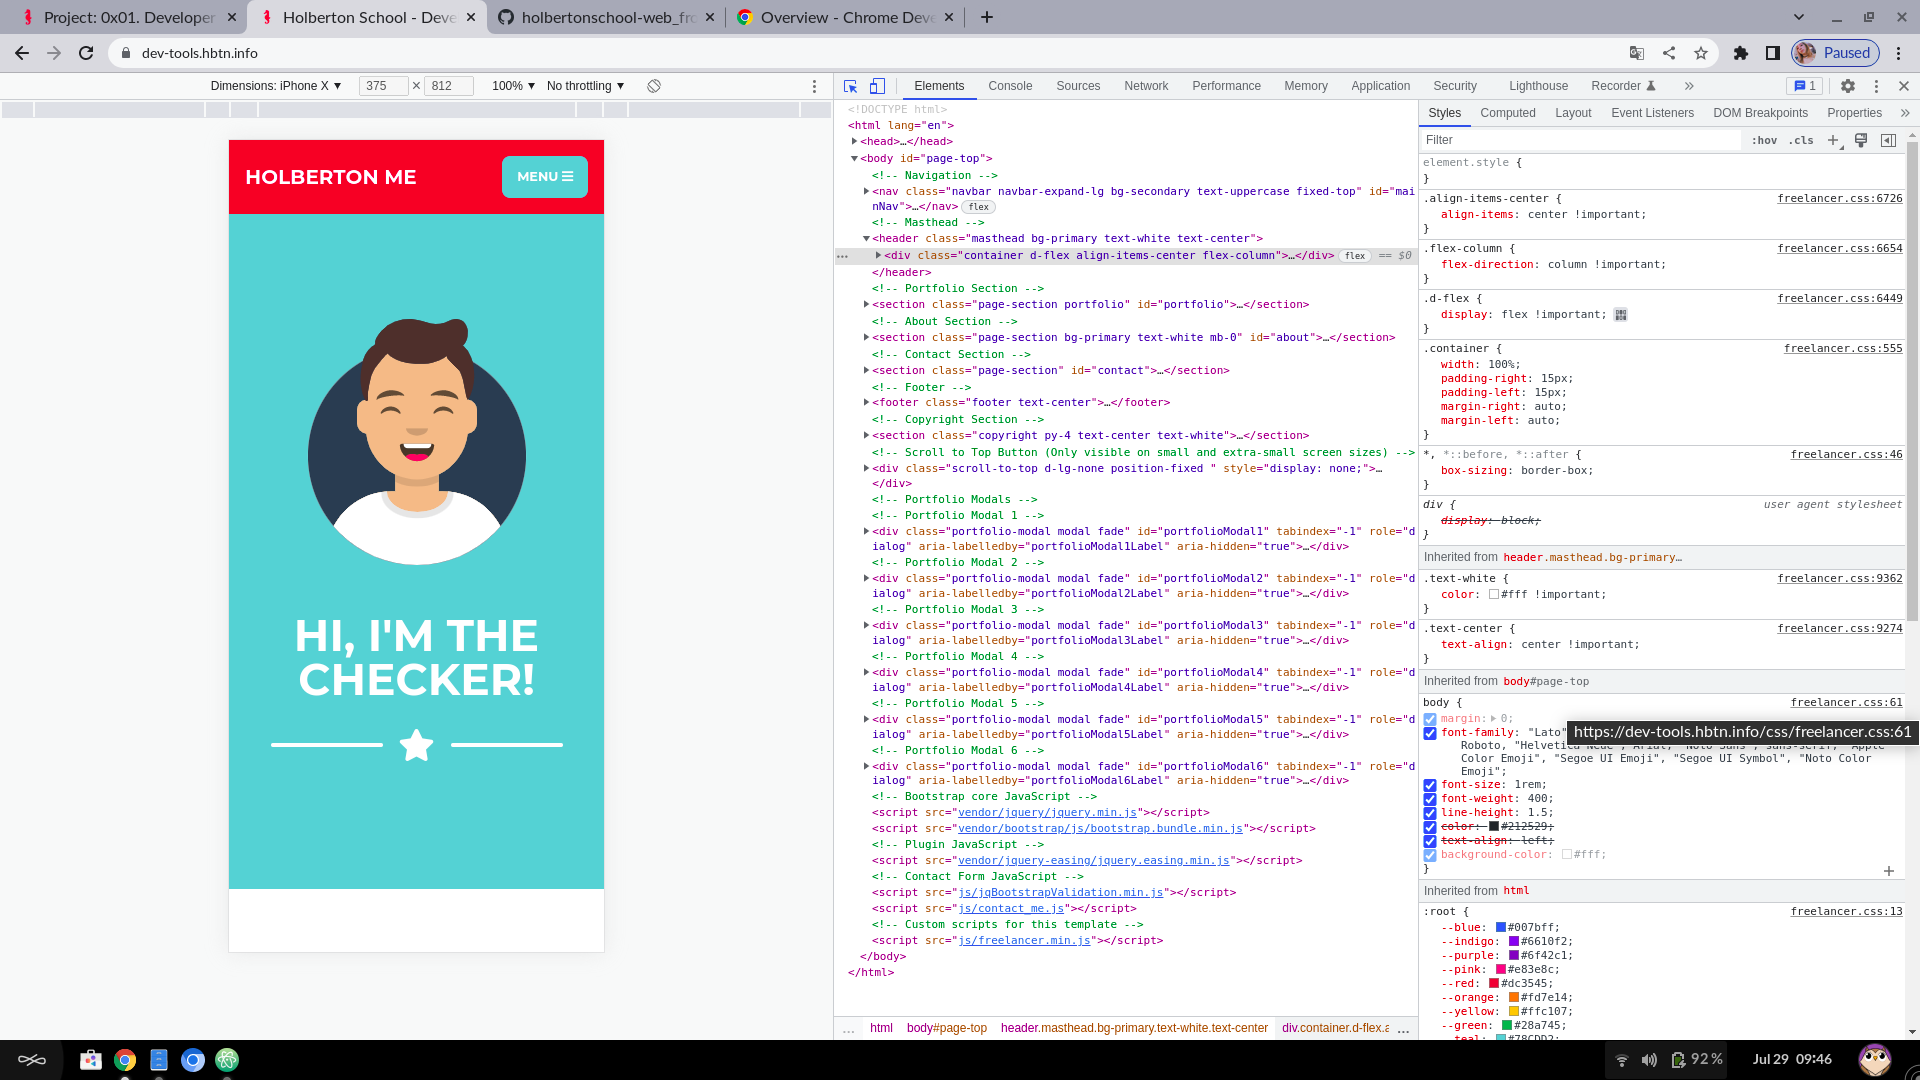 Project: 0x01. Developer
Holberton School - Deve
holbertonschool-web_fro
Overview - Chrome Deve
dev-tools.hbtn.info
Paused
Dimensions: iPhone X ▼ 375 × 812 100% ▼ No throttling ▼
Elements Console Sources Network Performance Memory Application Security Lighthouse Recorder » 1
HOLBERTON ME
MENU
HI, I'M THE
CHECKER!
<!DOCTYPE html>
<html lang="en">
<head>…</head>
<body id="page-top">
<!-- Navigation -->
<nav class="navbar navbar-expand-lg bg-secondary text-uppercase fixed-top" id="mai
nNav">…</nav> flex
<!-- Masthead -->
<header class="masthead bg-primary text-white text-center">
… <div class="container d-flex align-items-center flex-column">…</div> flex == $0
</header>
<!-- Portfolio Section -->
<section class="page-section portfolio" id="portfolio">…</section>
<!-- About Section -->
<section class="page-section bg-primary text-white mb-0" id="about">…</section>
<!-- Contact Section -->
<section class="page-section" id="contact">…</section>
<!-- Footer -->
<footer class="footer text-center">…</footer>
<!-- Copyright Section -->
<section class="copyright py-4 text-center text-white">…</section>
<!-- Scroll to Top Button (Only visible on small and extra-small screen sizes) -->
<div class="scroll-to-top d-lg-none position-fixed " style="display: none;">…
</div>
<!-- Portfolio Modals -->
<!-- Portfolio Modal 1 -->
<div class="portfolio-modal modal fade" id="portfolioModal1" tabindex="-1" role="d
ialog" aria-labelledby="portfolioModal1Label" aria-hidden="true">…</div>
<!-- Portfolio Modal 2 -->
<div class="portfolio-modal modal fade" id="portfolioModal2" tabindex="-1" role="d
ialog" aria-labelledby="portfolioModal2Label" aria-hidden="true">…</div>
<!-- Portfolio Modal 3 -->
<div class="portfolio-modal modal fade" id="portfolioModal3" tabindex="-1" role="d
ialog" aria-labelledby="portfolioModal3Label" aria-hidden="true">…</div>
<!-- Portfolio Modal 4 -->
<div class="portfolio-modal modal fade" id="portfolioModal4" tabindex="-1" role="d
ialog" aria-labelledby="portfolioModal4Label" aria-hidden="true">…</div>
<!-- Portfolio Modal 5 -->
<div class="portfolio-modal modal fade" id="portfolioModal5" tabindex="-1" role="d
ialog" aria-labelledby="portfolioModal5Label" aria-hidden="true">…</div>
<!-- Portfolio Modal 6 -->
<div class="portfolio-modal modal fade" id="portfolioModal6" tabindex="-1" role="d
ialog" aria-labelledby="portfolioModal6Label" aria-hidden="true">…</div>
<!-- Bootstrap core JavaScript -->
<script src="vendor/jquery/jquery.min.js"></script>
<script src="vendor/bootstrap/js/bootstrap.bundle.min.js"></script>
<!-- Plugin JavaScript -->
<script src="vendor/jquery-easing/jquery.easing.min.js"></script>
<!-- Contact Form JavaScript -->
<script src="js/jqBootstrapValidation.min.js"></script>
<script src="js/contact_me.js"></script>
<!-- Custom scripts for this template -->
<script src="js/freelancer.min.js"></script>
</body>
</html>
… html body#page-top header.masthead.bg-primary.text-white.text-center div.container.d-flex.a …
Styles Computed Layout Event Listeners DOM Breakpoints Properties »
Filter :hov .cls
element.style {
}
.align-items-center { freelancer.css:6726
align-items: center !important;
}
.flex-column { freelancer.css:6654
flex-direction: column !important;
}
.d-flex { freelancer.css:6449
display: flex !important;
}
.container { freelancer.css:555
width: 100%;
padding-right: 15px;
padding-left: 15px;
margin-right: auto;
margin-left: auto;
}
*, *::before, *::after { freelancer.css:46
box-sizing: border-box;
}
div { user agent stylesheet
display: block;
}
Inherited from header.masthead.bg-primary…
.text-white { freelancer.css:9362
color: #fff !important;
}
.text-center { freelancer.css:9274
text-align: center !important;
}
Inherited from body#page-top
body { freelancer.css:61
margin: 0;
font-family: "Lato"
https://dev-tools.hbtn.info/css/freelancer.css:61
Roboto, "Helvetica Neue", Arial, "Noto Sans", sans-serif, "Apple
Color Emoji", "Segoe UI Emoji", "Segoe UI Symbol", "Noto Color
Emoji";
font-size: 1rem;
font-weight: 400;
line-height: 1.5;
color: #212529;
text-align: left;
background-color: #fff;
}
Inherited from html
:root { freelancer.css:13
--blue: #007bff;
--indigo: #6610f2;
--purple: #6f42c1;
--pink: #e83e8c;
--red: #dc3545;
--orange: #fd7e14;
--yellow: #ffc107;
--green: #28a745;
--teal: #78CDD2;
92 % Jul 29 09:46